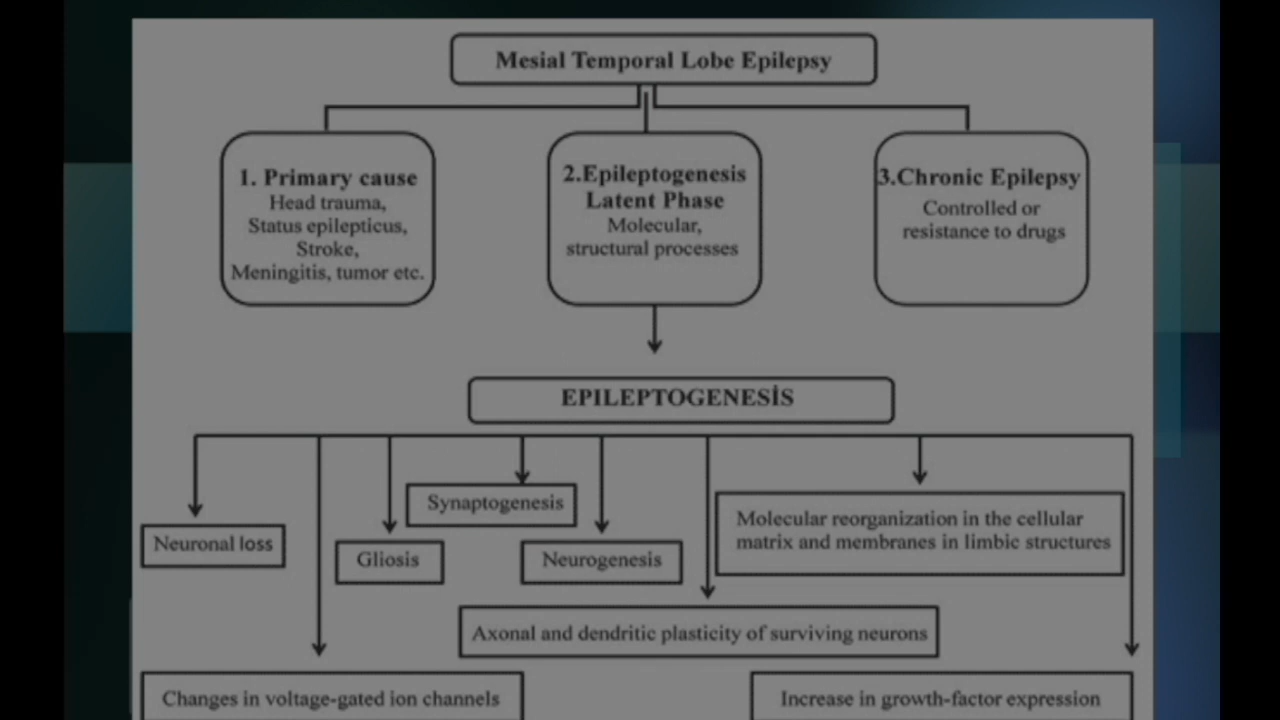 Mesial Temporal Lobe Epilepsy
1. Primary cause
Head trauma,
Status epilepticus,
Stroke,
Meningitis, tumor etc.
2.Epileptogenesis
Latent Phase
Molecular,
structural processes
3.Chronic Epilepsy
Controlled or
resistance to drugs
EPILEPTOGENESİS
Synaptogenesis
Neuronal loss
Gliosis
Neurogenesis
Molecular reorganization in the cellular
matrix and membranes in limbic structures
Axonal and dendritic plasticity of surviving neurons
Changes in voltage-gated ion channels
Increase in growth-factor expression